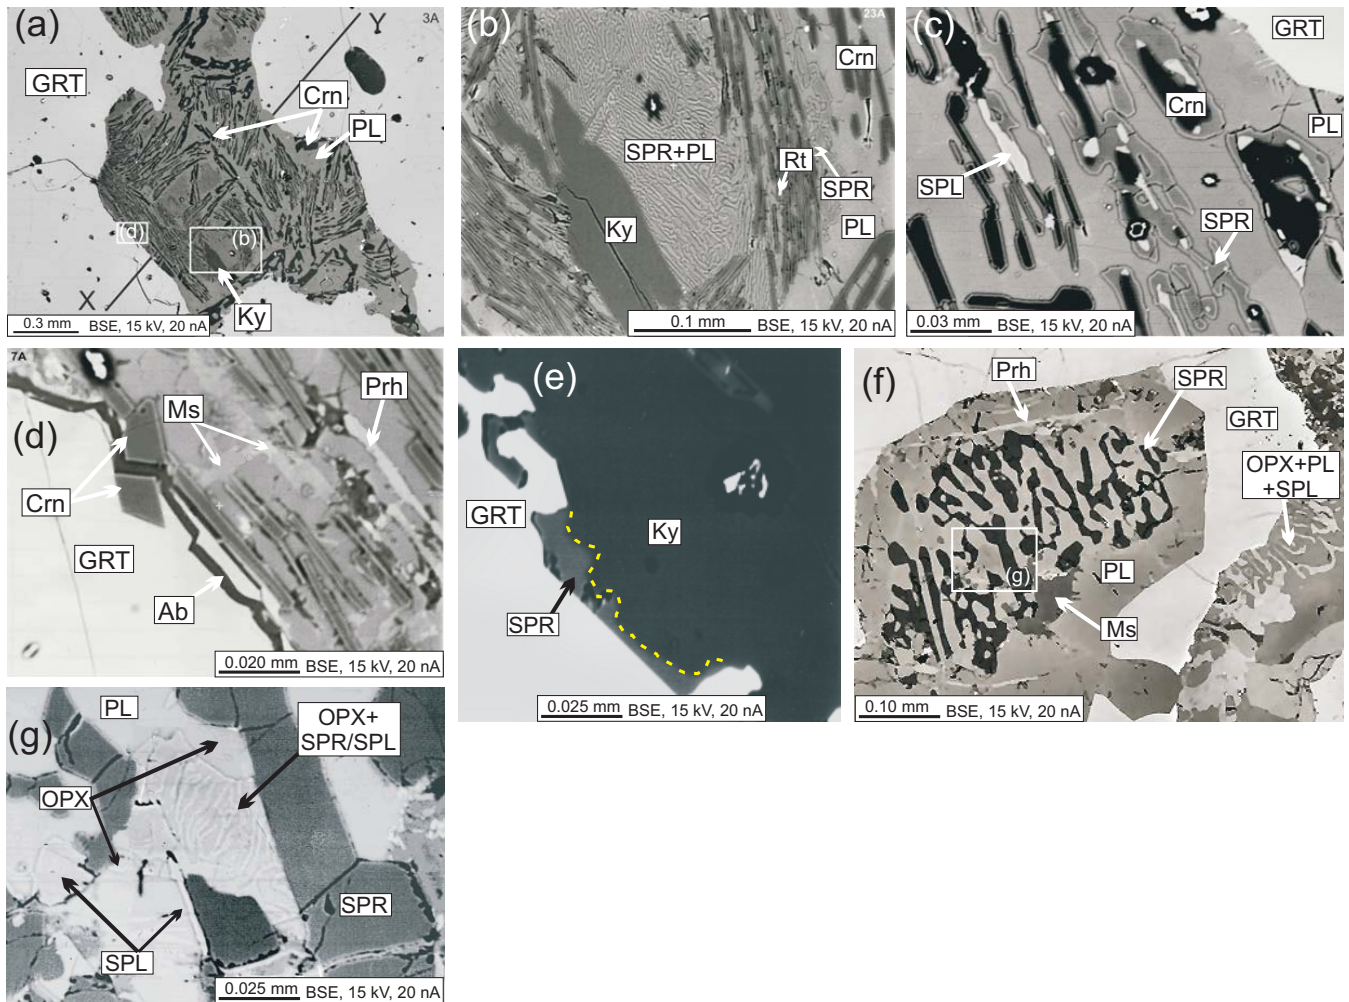 (a)
3A
Y
GRT
Crn
PL
(d)
(b)
X
Ky
0.3 mm BSE, 15 kV, 20 nA
(b)
23A
Crn
SPR+PL
Rt
SPR
Ky
PL
0.1 mm BSE, 15 kV, 20 nA
(c)
GRT
Crn
PL
SPL
SPR
0.03 mm BSE, 15 kV, 20 nA
7A
Prh
Ms
(d)
Crn
GRT
Ab
0.020 mm BSE, 15 kV, 20 nA
(e)
GRT
Ky
SPR
0.025 mm BSE, 15 kV, 20 nA
(f)
Prh
SPR
GRT
OPX+PL
+SPL
(g)
PL
Ms
0.10 mm BSE, 15 kV, 20 nA
(g)
PL
OPX+
SPR/SPL
OPX
SPR
SPL
0.025 mm BSE, 15 kV, 20 nA